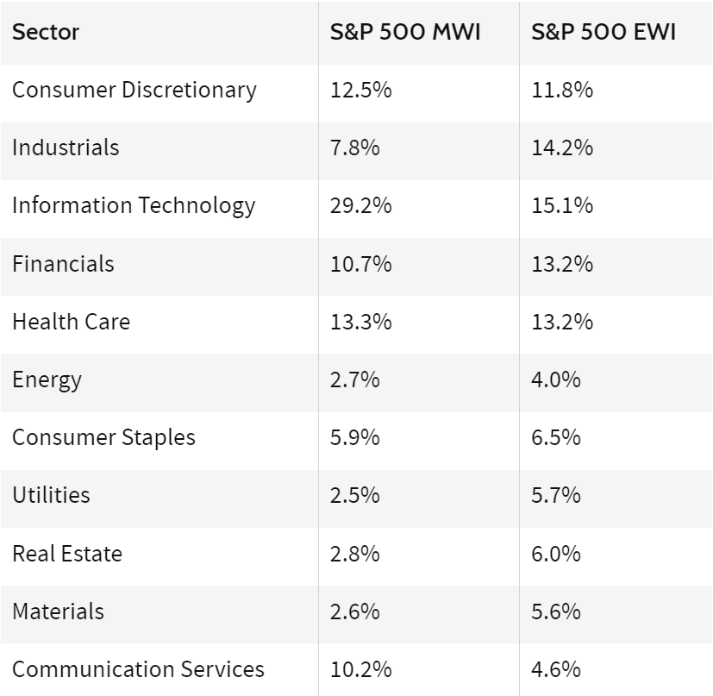 Sector S&P 500 MWI S&P 500 EWI
Consumer Discretionary 12.5% 11.8%
Industrials 7.8% 14.2%
Information Technology 29.2% 15.1%
Financials 10.7% 13.2%
Health Care 13.3% 13.2%
Energy 2.7% 4.0%
Consumer Staples 5.9% 6.5%
Utilities 2.5% 5.7%
Real Estate 2.8% 6.0%
Materials 2.6% 5.6%
Communication Services 10.2% 4.6%